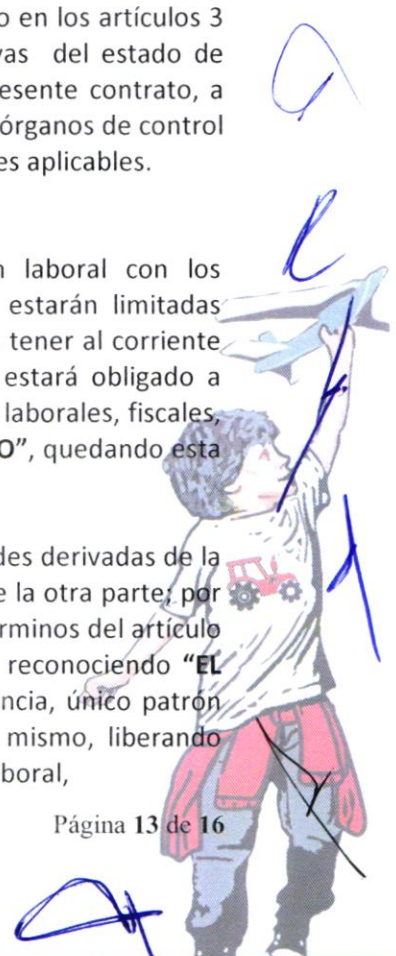 o en los artículos 3
vas del estado de
esente contrato, a
órganos de control
es aplicables.
n laboral con los
estarán limitadas
tener al corriente
estará obligado a
laborales, fiscales,
O", quedando esta
des derivadas de la
e la otra parte; por
rminos del artículo
reconociendo "EL
ncia, único patrón
mismo, liberando
boral,
Página 13 de 16